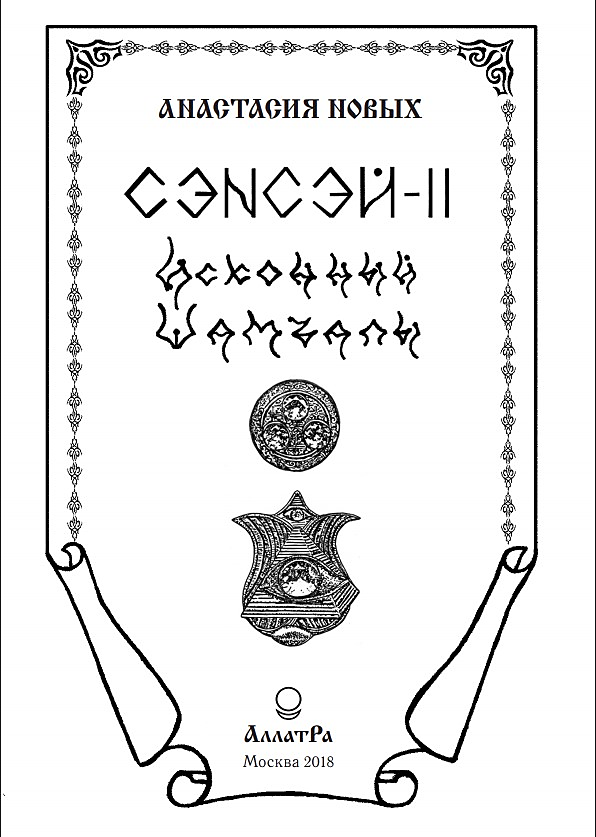 АНАСТАСИЯ НОВЫХ
СЭНСЭЙ-II
Исконный
Шамбалы
АллатРа
Москва 2018